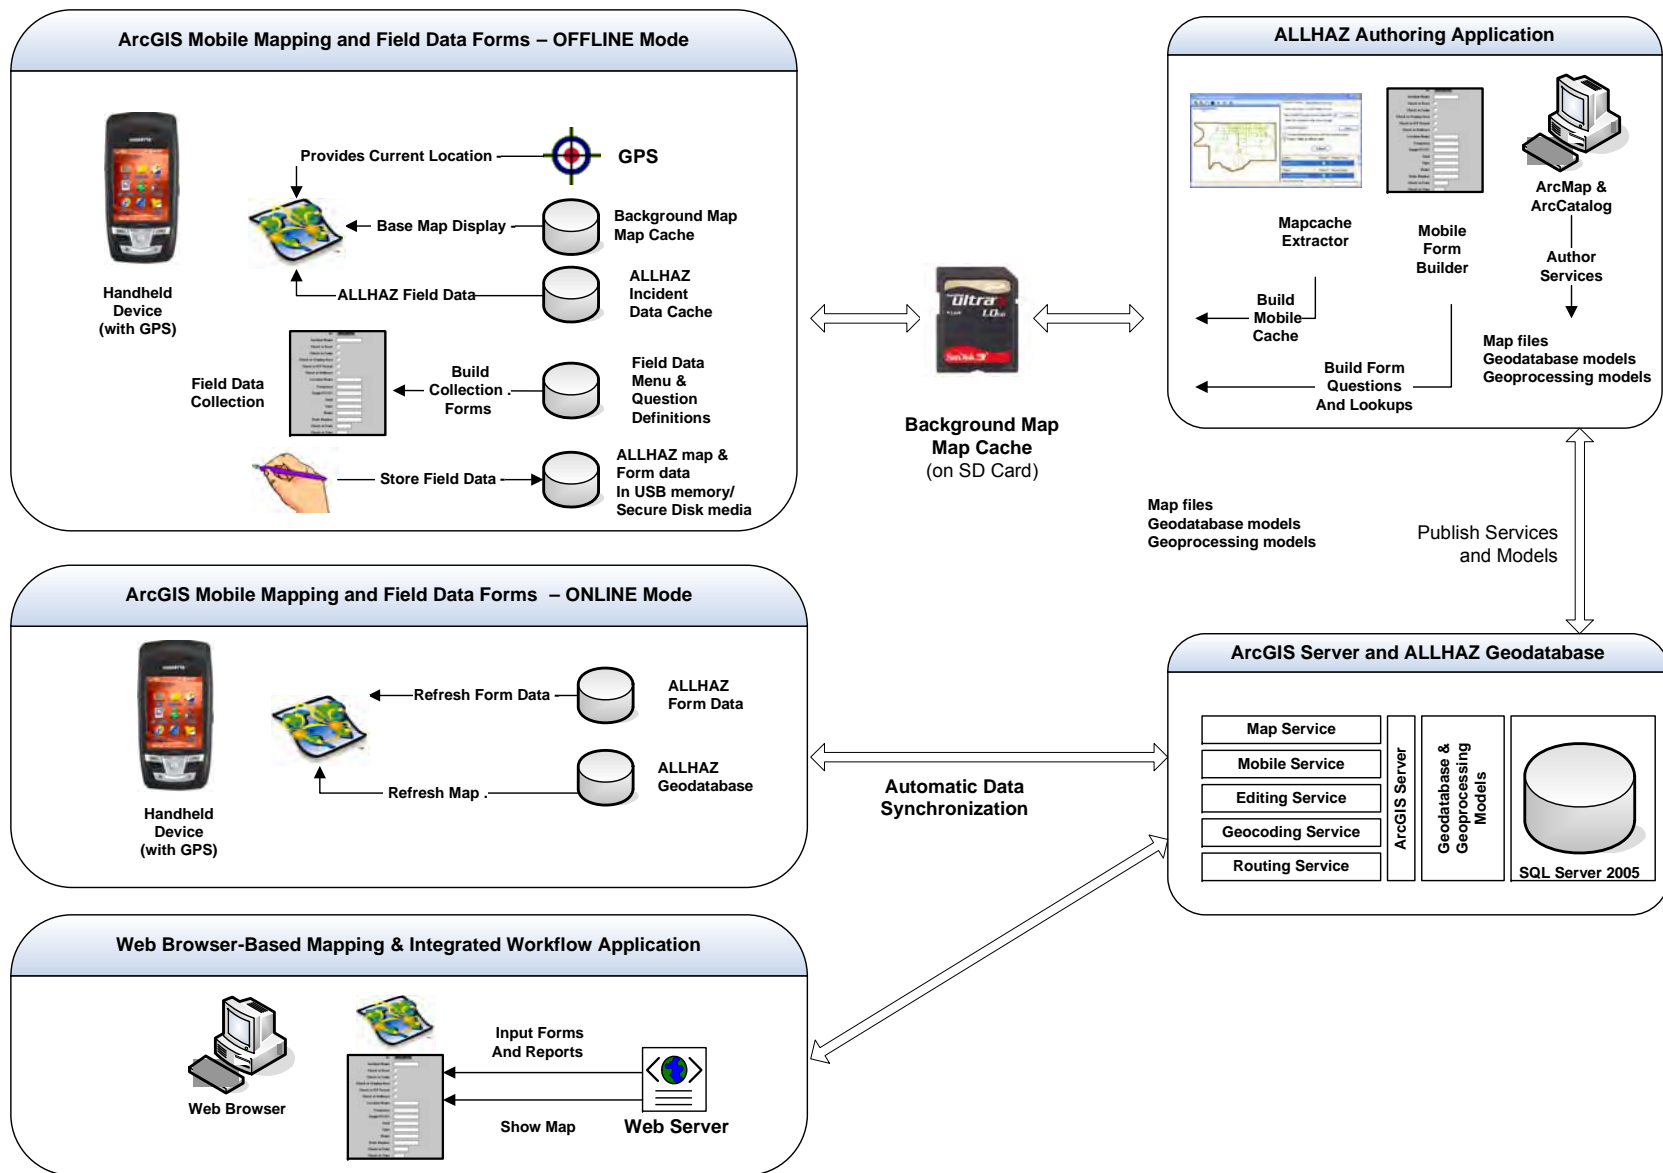 ArcGIS Mobile Mapping and Field Data Forms – OFFLINE Mode
Handheld
Device
(with GPS)
Provides Current Location
GPS
Base Map Display
Background Map
Map Cache
ALLHAZ Field Data
ALLHAZ
Incident
Data Cache
Field Data
Collection
Build
Collection .
Forms
Field Data
Menu &
Question
Definitions
Store Field Data
ALLHAZ map &
Form data
In USB memory/
Secure Disk media
SanDisk
ultra
1.0
SanDisk
Background Map
Map Cache
(on SD Card)
ALLHAZ Authoring Application
Mapcache
Extractor
Mobile
Form
Builder
ArcMap &
ArcCatalog
Author
Services
Build
Mobile
Cache
Build Form
Questions
And Lookups
Map files
Geodatabase models
Geoprocessing models
Map files
Geodatabase models
Geoprocessing models
Publish Services
and Models
ArcGIS Mobile Mapping and Field Data Forms – ONLINE Mode
Handheld
Device
(with GPS)
Refresh Form Data
ALLHAZ
Form Data
Refresh Map .
ALLHAZ
Geodatabase
Automatic Data
Synchronization
ArcGIS Server and ALLHAZ Geodatabase
Map Service
Mobile Service
Editing Service
Geocoding Service
Routing Service
ArcGIS Server
Geodatabase &
Geoprocessing
Models
SQL Server 2005
Web Browser-Based Mapping & Integrated Workflow Application
Web Browser
Input Forms
And Reports
Show Map
Web Server